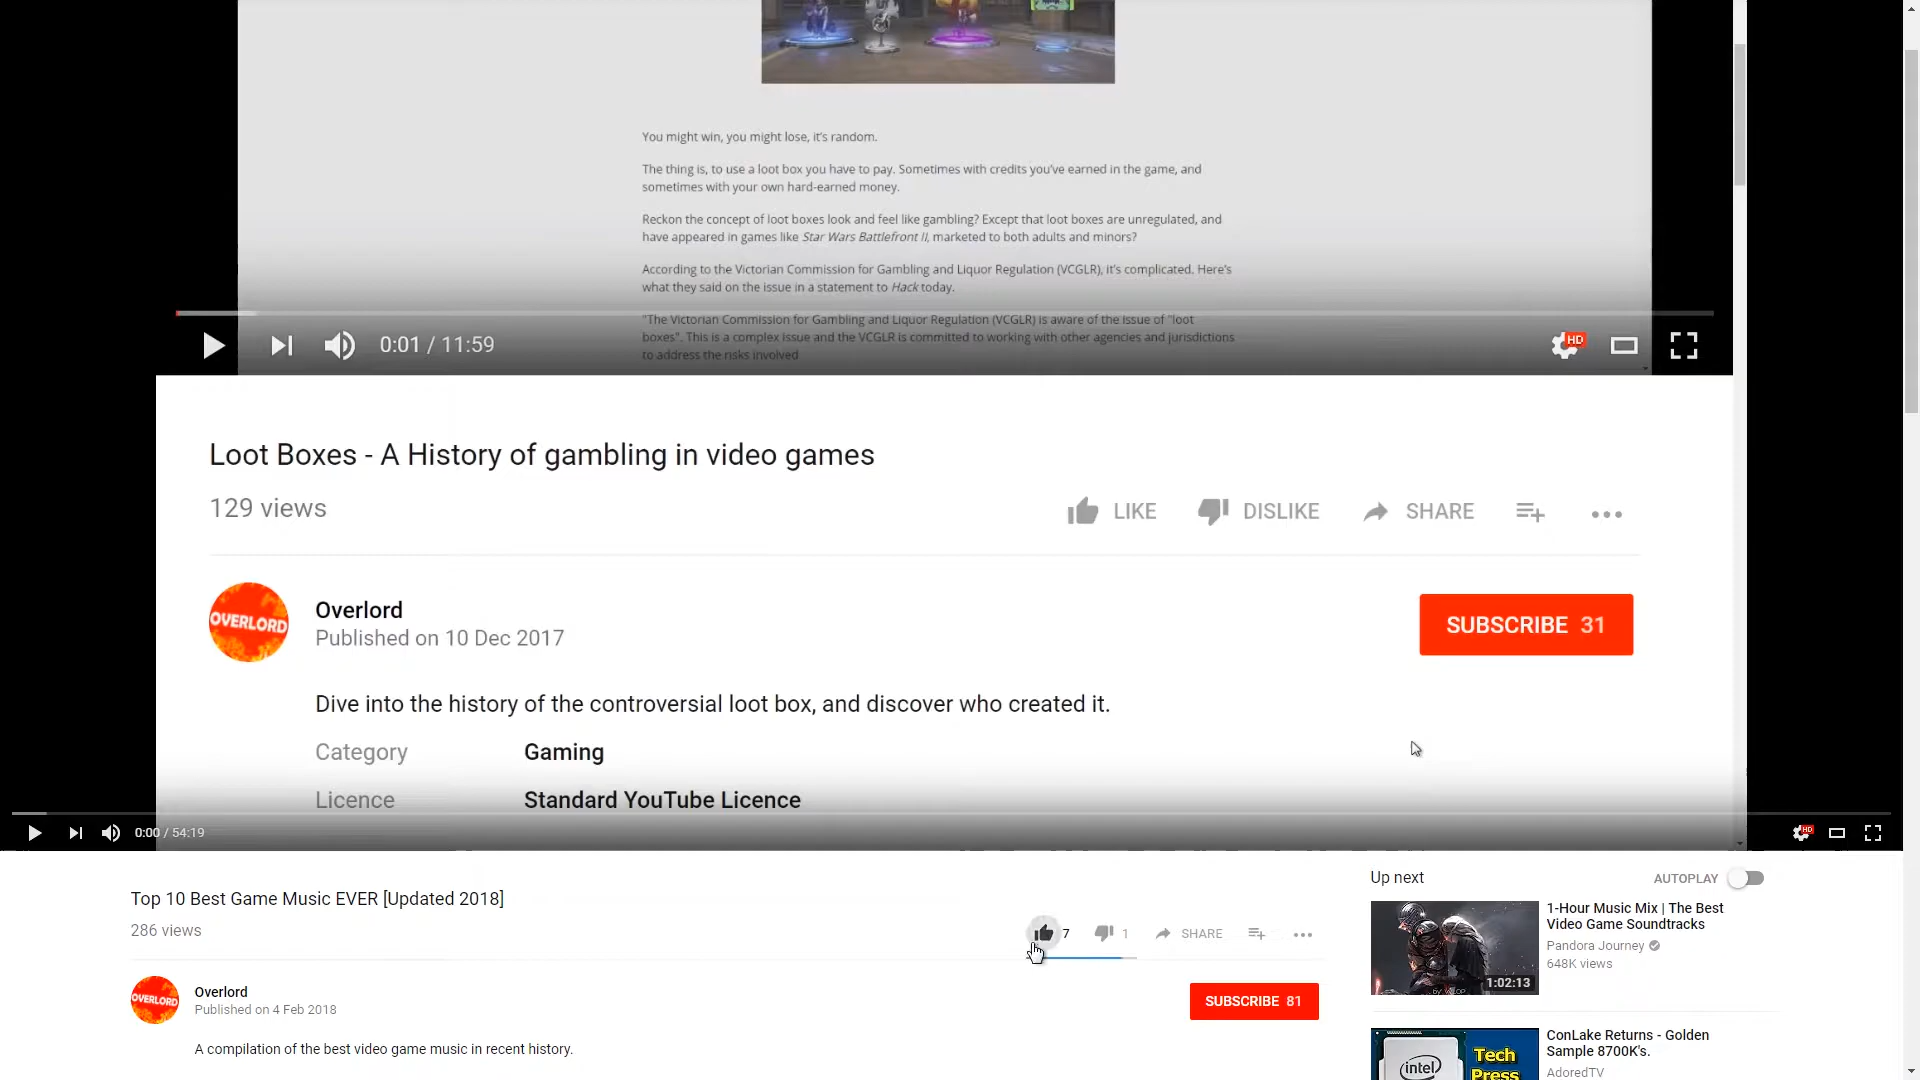 You might win, you might lose, it's random.
The thing is, to use a loot box you have to pay. Sometimes with credits you've earned in the game, and
sometimes with your own hard-earned money.
Reckon the concept of loot boxes look and feel like gambling? Except that loot boxes are unregulated, and
have appeared in games like Star Wars Battlefront II, marketed to both adults and minors?
According to the Victorian Commission for Gambling and Liquor Regulation (VCGLR), it's complicated. Here's
what they said on the issue in a statement to Hack today.
"The Victorian Commission for Gambling and Liquor Regulation (VCGLR) is aware of the issue of "loot
boxes". This is a complex issue and the VCGLR is committed to working with other agencies and jurisdictions
to address the risks involved
0:01 / 11:59
HD
Loot Boxes - A History of gambling in video games
129 views
LIKE DISLIKE SHARE
OVERLORD
Overlord
Published on 10 Dec 2017
SUBSCRIBE 31
Dive into the history of the controversial loot box, and discover who created it.
Category Gaming
Licence Standard YouTube Licence
0:00 / 54:19
HD
Top 10 Best Game Music EVER [Updated 2018]
286 views
7 1 SHARE
OVERLORD
Overlord
Published on 4 Feb 2018
SUBSCRIBE 81
A compilation of the best video game music in recent history.
Up next
AUTOPLAY
1:02:13
1-Hour Music Mix | The Best
Video Game Soundtracks
Pandora Journey
648K views
intel
Tech
Press
ConLake Returns - Golden
Sample 8700K's.
AdoredTV